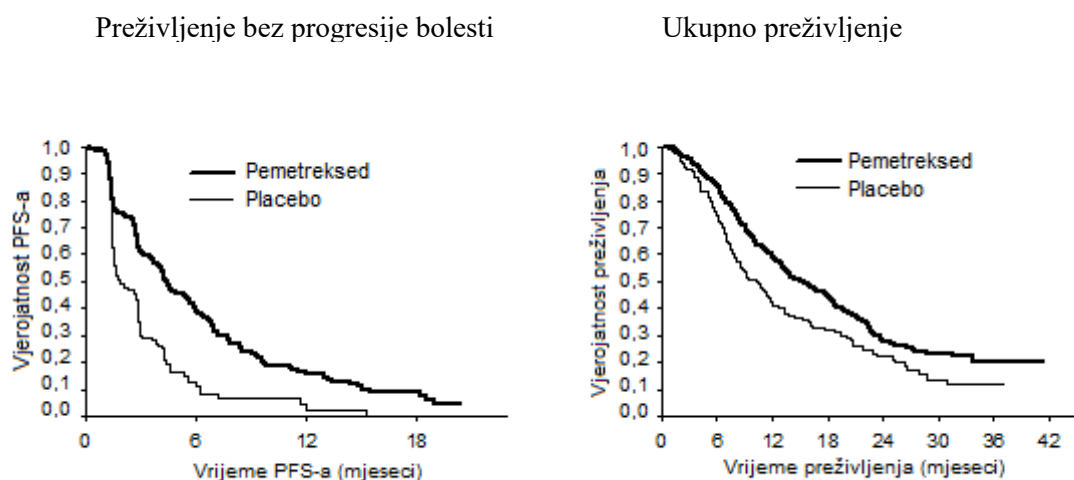 Preživljenje bez progresije bolesti
Ukupno preživljenje
Vjerojatnost PFS-a
1,0
0,9
0,8
0,7
0,6
0,5
0,4
0,3
0,2
0,1
0,0
Pemetreksed
Placebo
0 6 12 18
Vrijeme PFS-a (mjeseci)
Vjerojatnost preživljenja
1,0
0,9
0,8
0,7
0,6
0,5
0,4
0,3
0,2
0,1
0,0
Pemetreksed
Placebo
0 6 12 18 24 30 36 42
Vrijeme preživljenja (mjeseci)